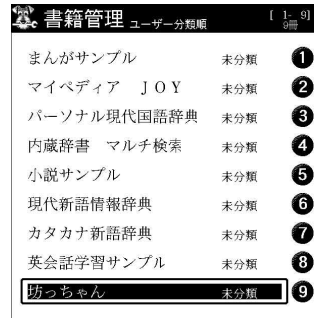 書籍管理 ユーザー分類順 [ 1- 9] 9冊
まんがサンプル 未分類 1
マイペディア JOY 未分類 2
パーソナル現代国語辞典 未分類 3
内蔵辞書 マルチ検索 未分類 4
小説サンプル 未分類 5
現代新語情報辞典 未分類 6
カタカナ新語辞典 未分類 7
英会話学習サンプル 未分類 8
坊っちゃん 未分類 9